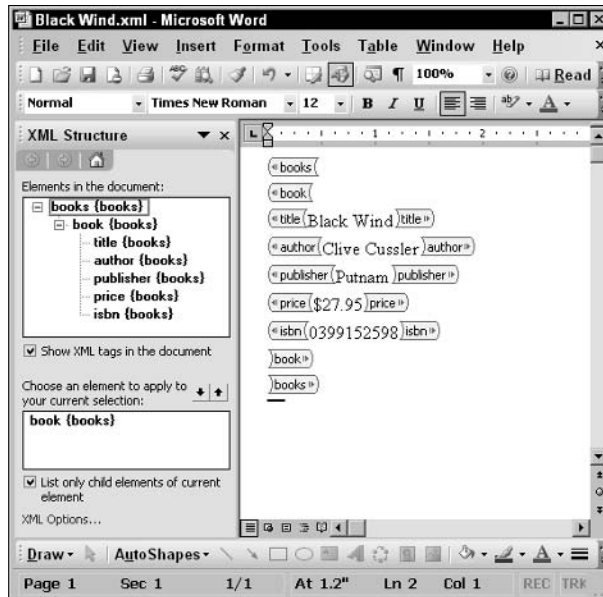 Black Wind.xml - Microsoft Word
File Edit View Insert Format Tools Table Window Help
100% Read
Normal Times New Roman 12 B I U ab A
XML Structure
1 2
Elements in the document:
books {books}
book {books}
title {books}
author {books}
publisher {books}
price {books}
isbn {books}
Show XML tags in the document
Choose an element to apply to
your current selection:
book {books}
List only child elements of current
element
XML Options...
books
book
title Black Wind title
author Clive Cussler author
publisher Putnam publisher
price $27.95 price
isbn 0399152598 isbn
book
books
Draw AutoShapes A
Page 1 Sec 1 1/1 At 1.2" Ln 2 Col 1 REC TRK